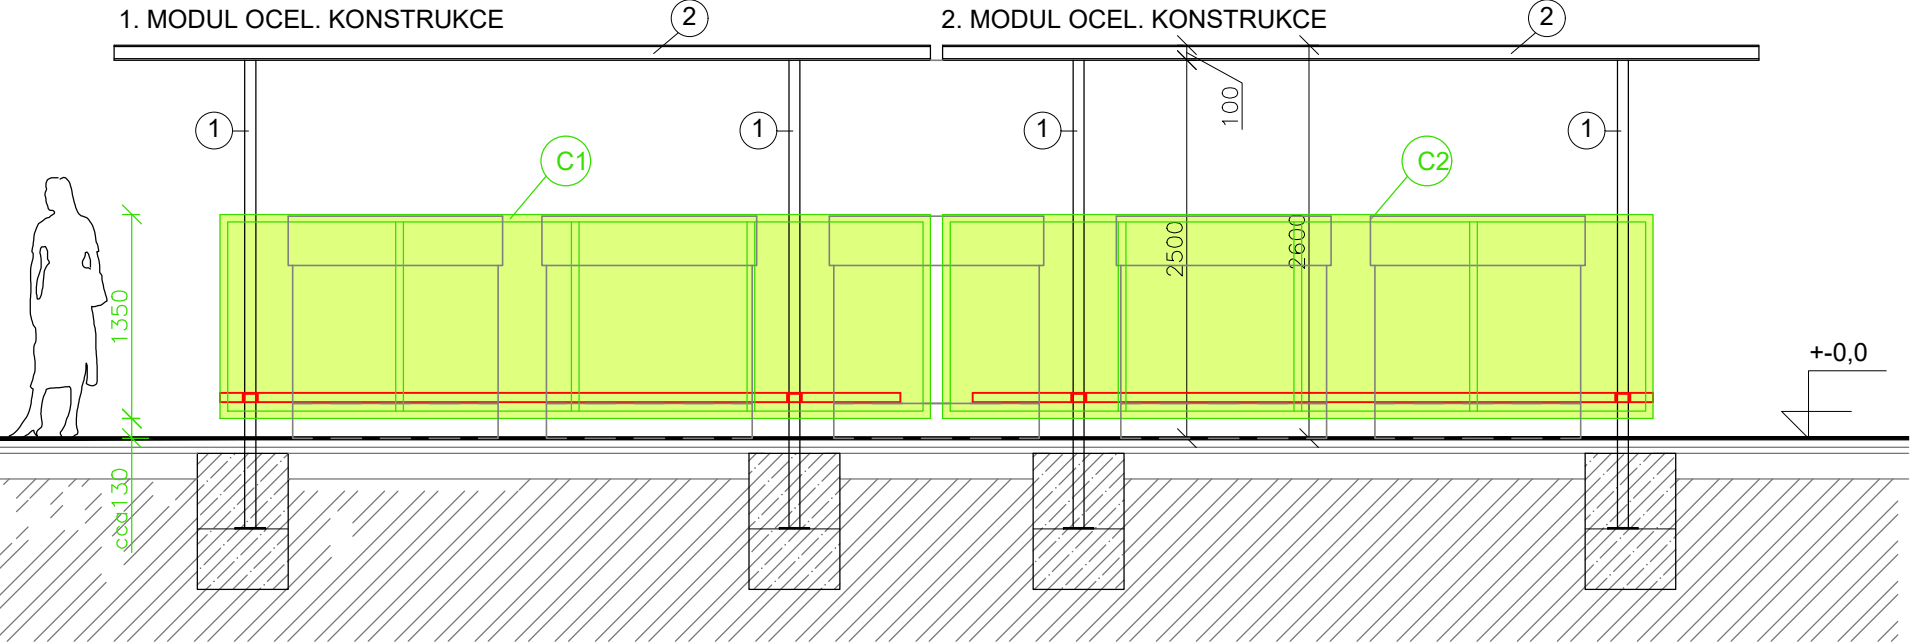 1. MODUL OCEL. KONSTRUKCE
2
2. MODUL OCEL. KONSTRUKCE
2
100
1
1
1
1
C1
C2
2500
2600
1350
+-0,0
cca130